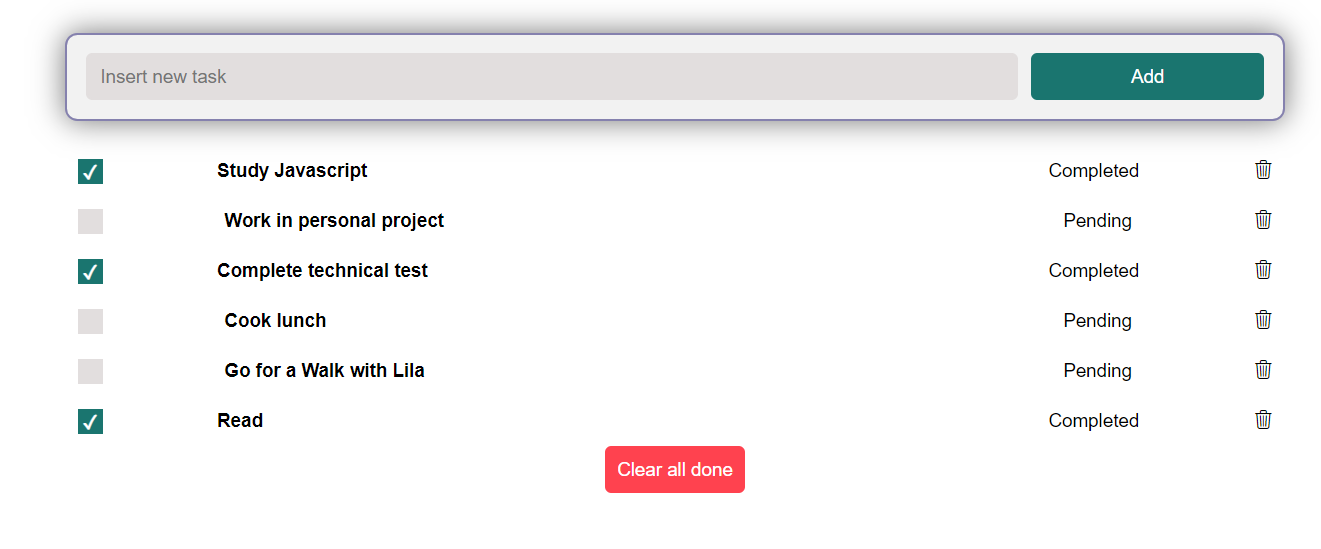 Insert new task Add
Study Javascript Completed
Work in personal project Pending
Complete technical test Completed
Cook lunch Pending
Go for a Walk with Lila Pending
Read Completed
Clear all done